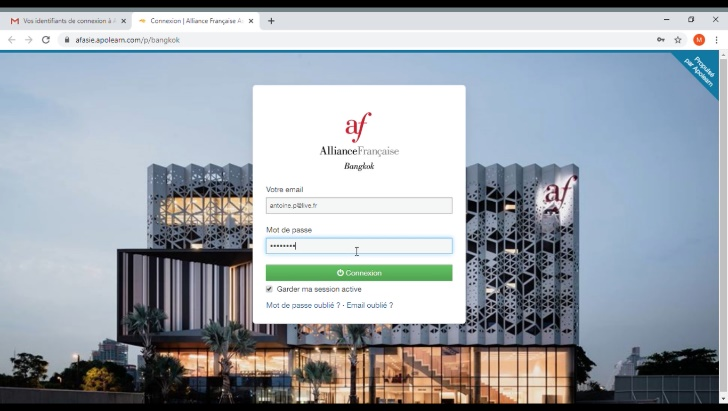 Vos identifiants de connexion à A
Connexion | Alliance Française A
afasie.apolearn.com/p/bangkok
M
Propulsé
par Apolearn
af
AllianceFrançaise
Bangkok
Votre email
antoine.p@live.fr
Mot de passe
••••••••
Connexion
Garder ma session active
Mot de passe oublié ? - Email oublié ?
af